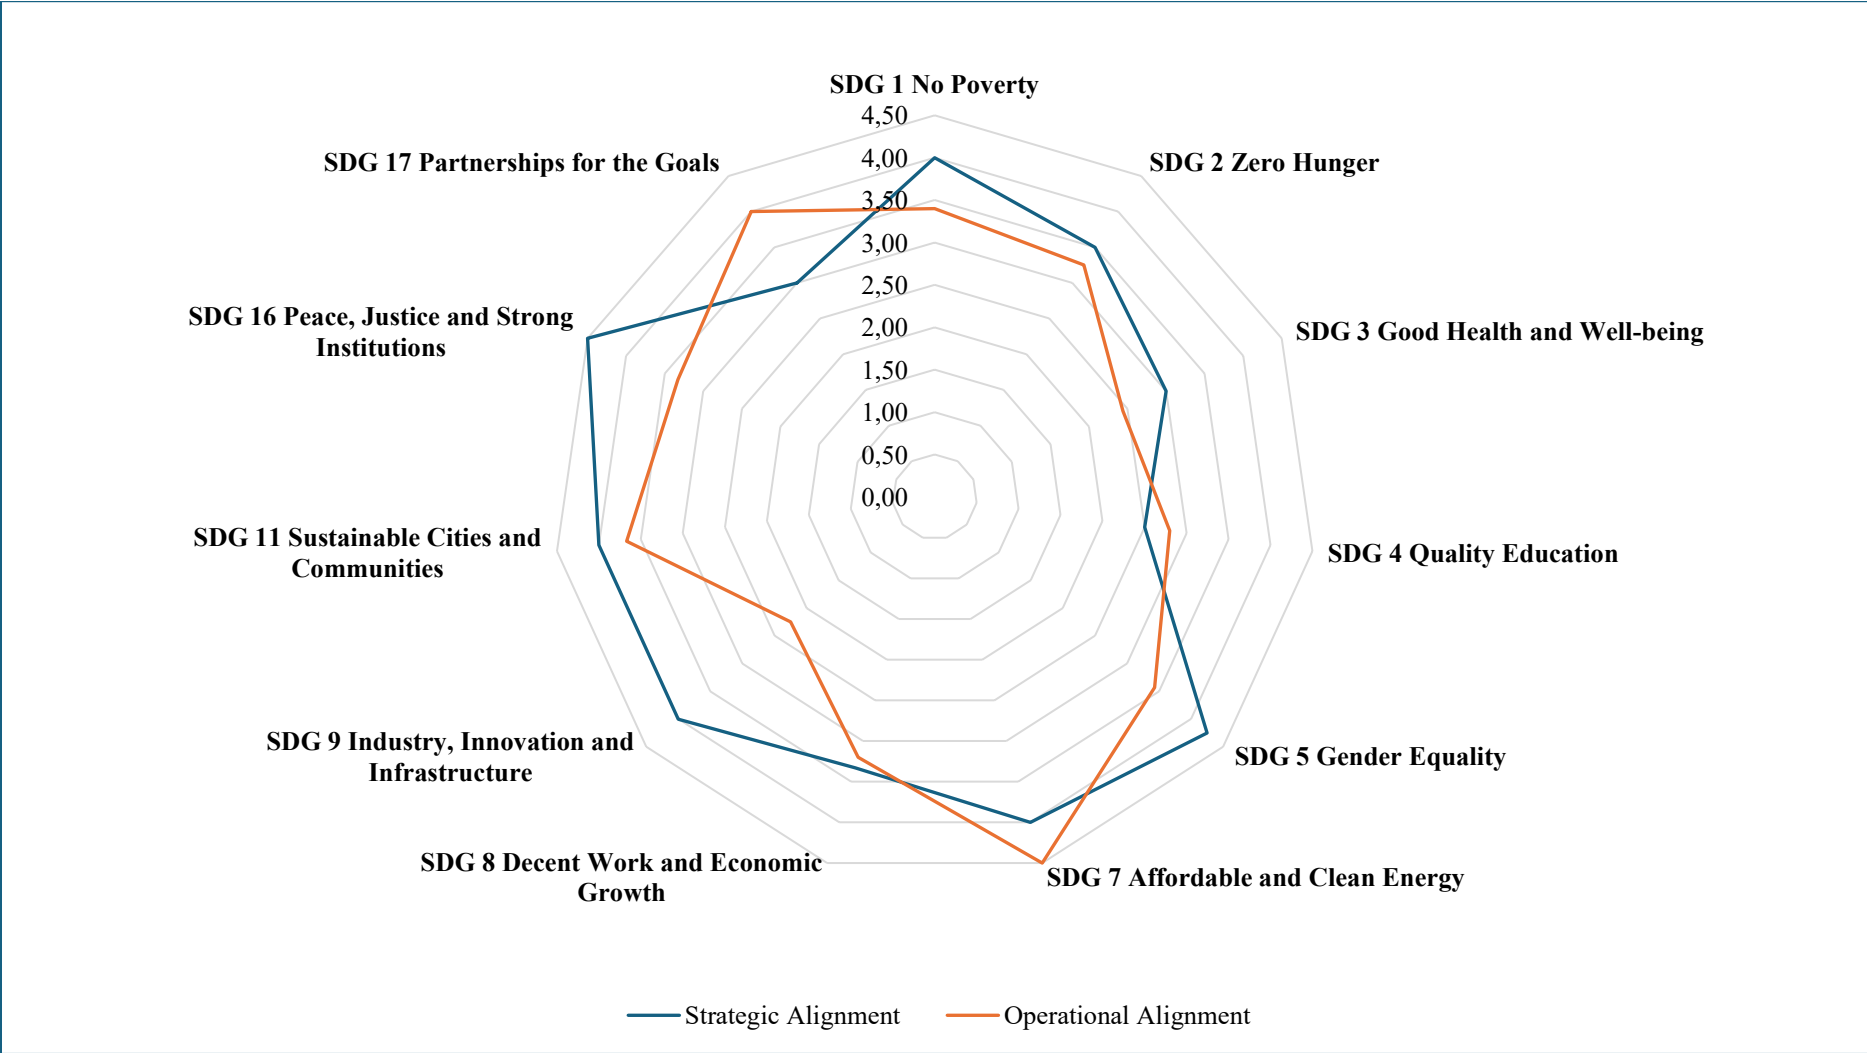 SDG 1 No Poverty
4,50
SDG 17 Partnerships for the Goals
4,00
SDG 2 Zero Hunger
3,50
3,00
SDG 16 Peace, Justice and Strong
Institutions
SDG 3 Good Health and Well-being
2,50
2,00
1,50
1,00
0,50
0,00
SDG 11 Sustainable Cities and
Communities
SDG 4 Quality Education
SDG 9 Industry, Innovation and
Infrastructure
SDG 5 Gender Equality
SDG 8 Decent Work and Economic
Growth
SDG 7 Affordable and Clean Energy
Strategic Alignment
Operational Alignment